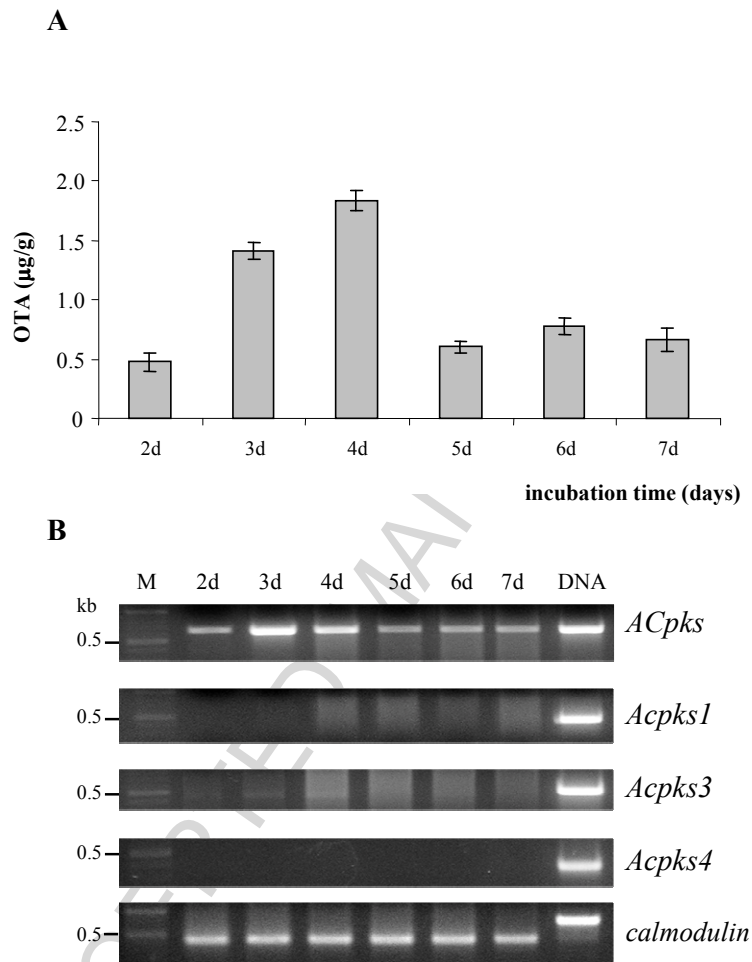 A
2.5
2.0
1.5
1.0
0.5
0
OTA (µg/g)
2d 3d 4d 5d 6d 7d
incubation time (days)
B
M 2d 3d 4d 5d 6d 7d DNA
kb
0.5 ACpks
0.5 Acpks1
0.5 Acpks3
0.5 Acpks4
0.5 calmodulin